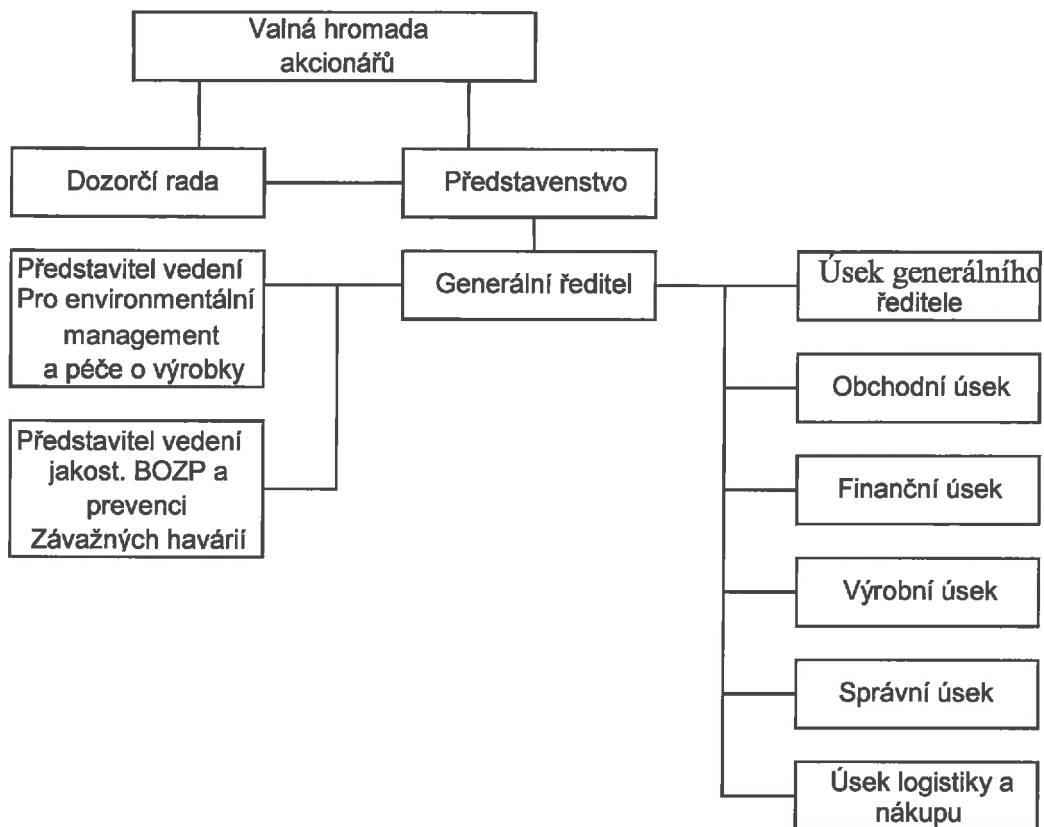 Valná hromada
akcionářů
Dozorčí rada
Představenstvo
Představitel vedení
Pro environmentální
management
a péče o výrobky
Generální ředitel
Úsek generálního
ředitele
Obchodní úsek
Představitel vedení
jakost. BOZP a
prevenci
Závažných havárií
Finanční úsek
Výrobní úsek
Správní úsek
Úsek logistiky a
nákupu